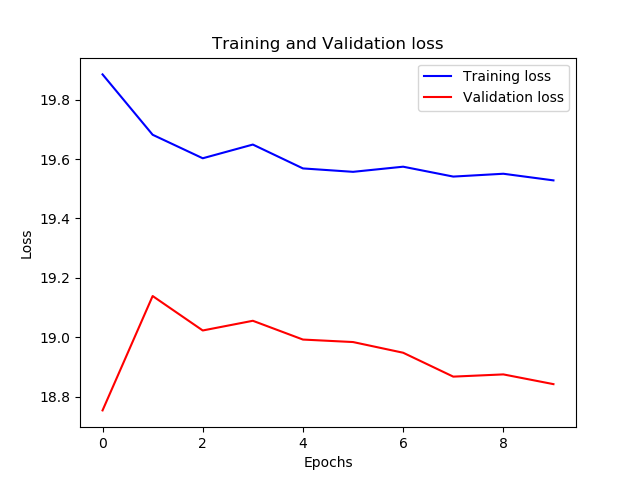 Training and Validation loss
Training loss
Validation loss
19.8
19.6
19.4
19.2
19.0
18.8
Loss
0 2 4 6 8
Epochs